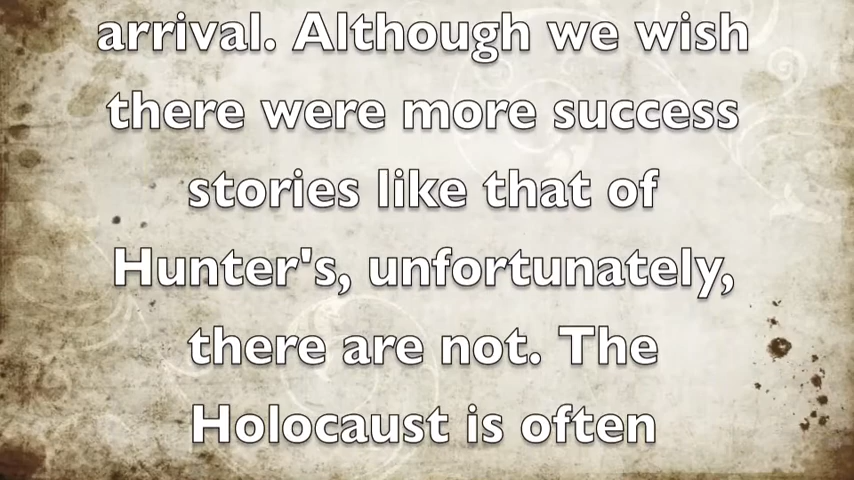 arrival. Although we wish
there were more success
stories like that of
Hunter's, unfortunately,
there are not. The
Holocaust is often